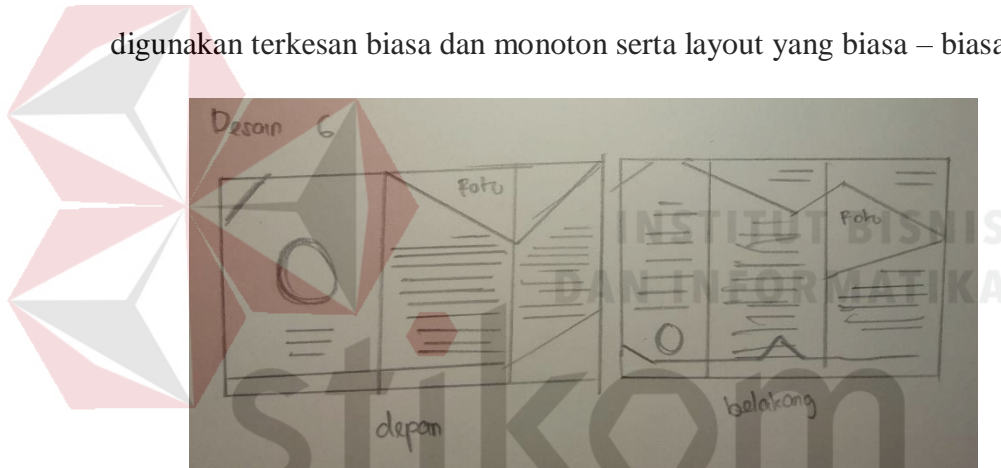 digunakan terkesan biasa dan monoton serta layout yang biasa – biasa
Desain 6
Foto
Foto
INSTITUT BISNIS
DAN INFORMATIKA
stikom
depan
belakang